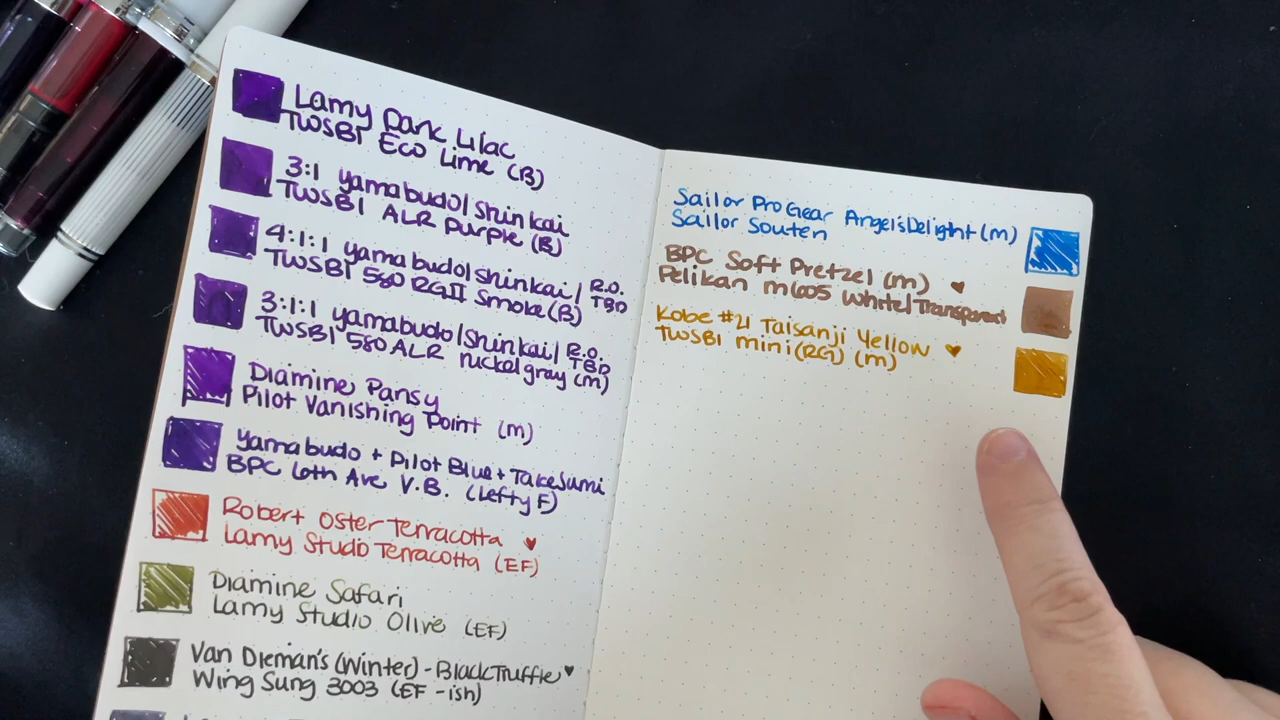 Lamy Dark Lilac
TWSBI Eco Lime (B)
3:1 yamabudo/shinkai
TWSBI ALR purple (B)
4:1:1 yamabudo/shinkai/R.O. TBD
TWSBI 580 RGII Smoke (B)
3:1:1 yamabudo/shinkai/R.O. TBD
TWSBI 580 ALR nickel gray (m)
Diamine Pansy
Pilot Vanishing Point (m)
yamabudo + Pilot Blue + Takesumi
BPC 6th Ave V.B. (Lefty F)
Robert Oster Terracotta ♥
Lamy Studio Terracotta (EF)
Diamine Safari
Lamy Studio Olive (EF)
Van Dieman's (Winter) - Black Truffle ♥
Wing Sung 3003 (EF-ish)
Sailor ProGear Angel's Delight (m)
Sailor Souten
BPC Soft Pretzel (m) ♥
Pelikan m605 White/Transparent
Kobe #21 Taisanji Yellow ♥
TWSBI mini (RG) (m)